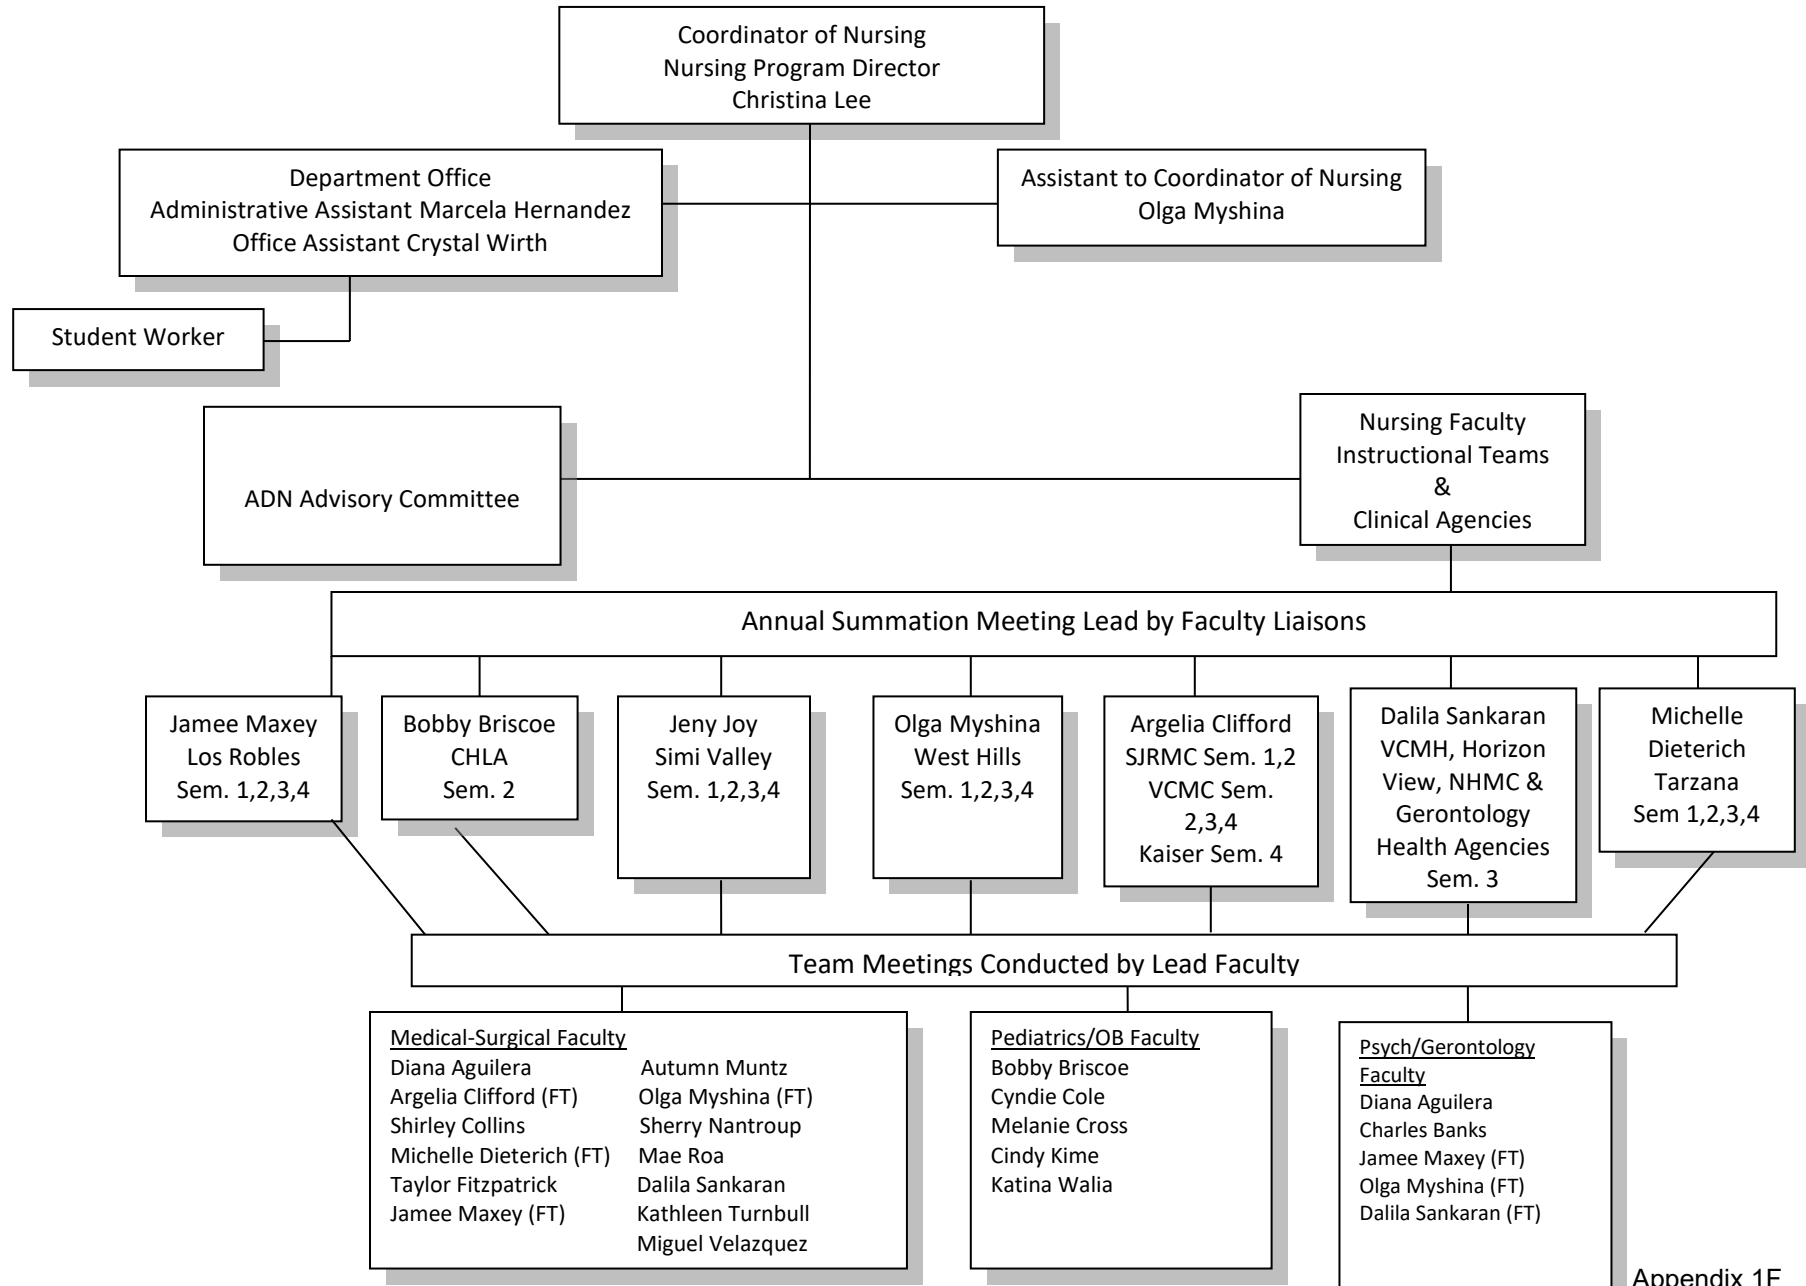 Coordinator of Nursing
Nursing Program Director
Christina Lee
Department Office
Administrative Assistant Marcela Hernandez
Office Assistant Crystal Wirth
Assistant to Coordinator of Nursing
Olga Myshina
Student Worker
ADN Advisory Committee
Nursing Faculty
Instructional Teams
&
Clinical Agencies
Annual Summation Meeting Lead by Faculty Liaisons
Jamee Maxey
Los Robles
Sem. 1,2,3,4
Bobby Briscoe
CHLA
Sem. 2
Jeny Joy
Simi Valley
Sem. 1,2,3,4
Olga Myshina
West Hills
Sem. 1,2,3,4
Argelia Clifford
SJRMC Sem. 1,2
VCMC Sem.
2,3,4
Kaiser Sem. 4
Dalila Sankaran
VCMH, Horizon
View, NHMC &
Gerontology
Health Agencies
Sem. 3
Michelle
Dieterich
Tarzana
Sem 1,2,3,4
Team Meetings Conducted by Lead Faculty
Medical-Surgical Faculty
Diana Aguilera
Argelia Clifford (FT)
Shirley Collins
Michelle Dieterich (FT)
Taylor Fitzpatrick
Jamee Maxey (FT)
Autumn Muntz
Olga Myshina (FT)
Sherry Nantroup
Mae Roa
Dalila Sankaran
Kathleen Turnbull
Miguel Velazquez
Pediatrics/OB Faculty
Bobby Briscoe
Cyndie Cole
Melanie Cross
Cindy Kime
Katina Walia
Psych/Gerontology
Faculty
Diana Aguilera
Charles Banks
Jamee Maxey (FT)
Olga Myshina (FT)
Dalila Sankaran (FT)
Appendix 1F